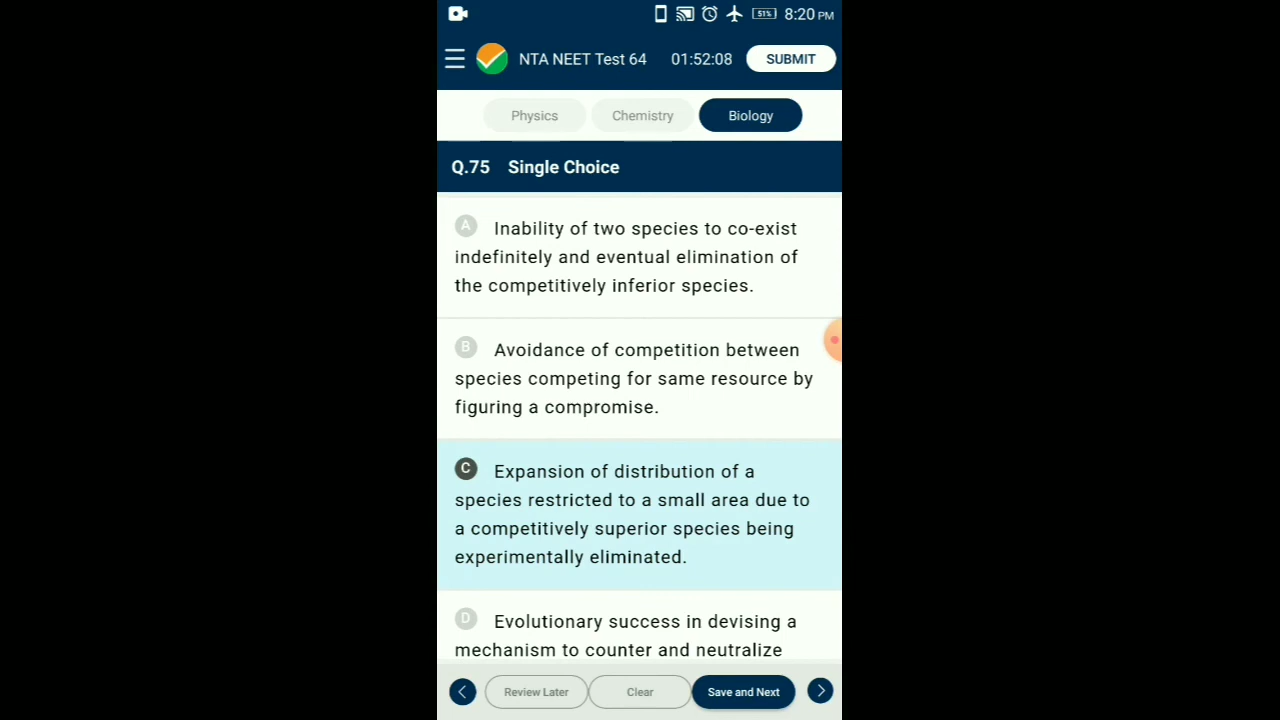 51%
8:20 PM
NTA NEET Test 64
01:52:08
SUBMIT
Physics
Chemistry
Biology
Q.75 Single Choice
A Inability of two species to co-exist
indefinitely and eventual elimination of
the competitively inferior species.
B Avoidance of competition between
species competing for same resource by
figuring a compromise.
C Expansion of distribution of a
species restricted to a small area due to
a competitively superior species being
experimentally eliminated.
D Evolutionary success in devising a
mechanism to counter and neutralize
Review Later
Clear
Save and Next